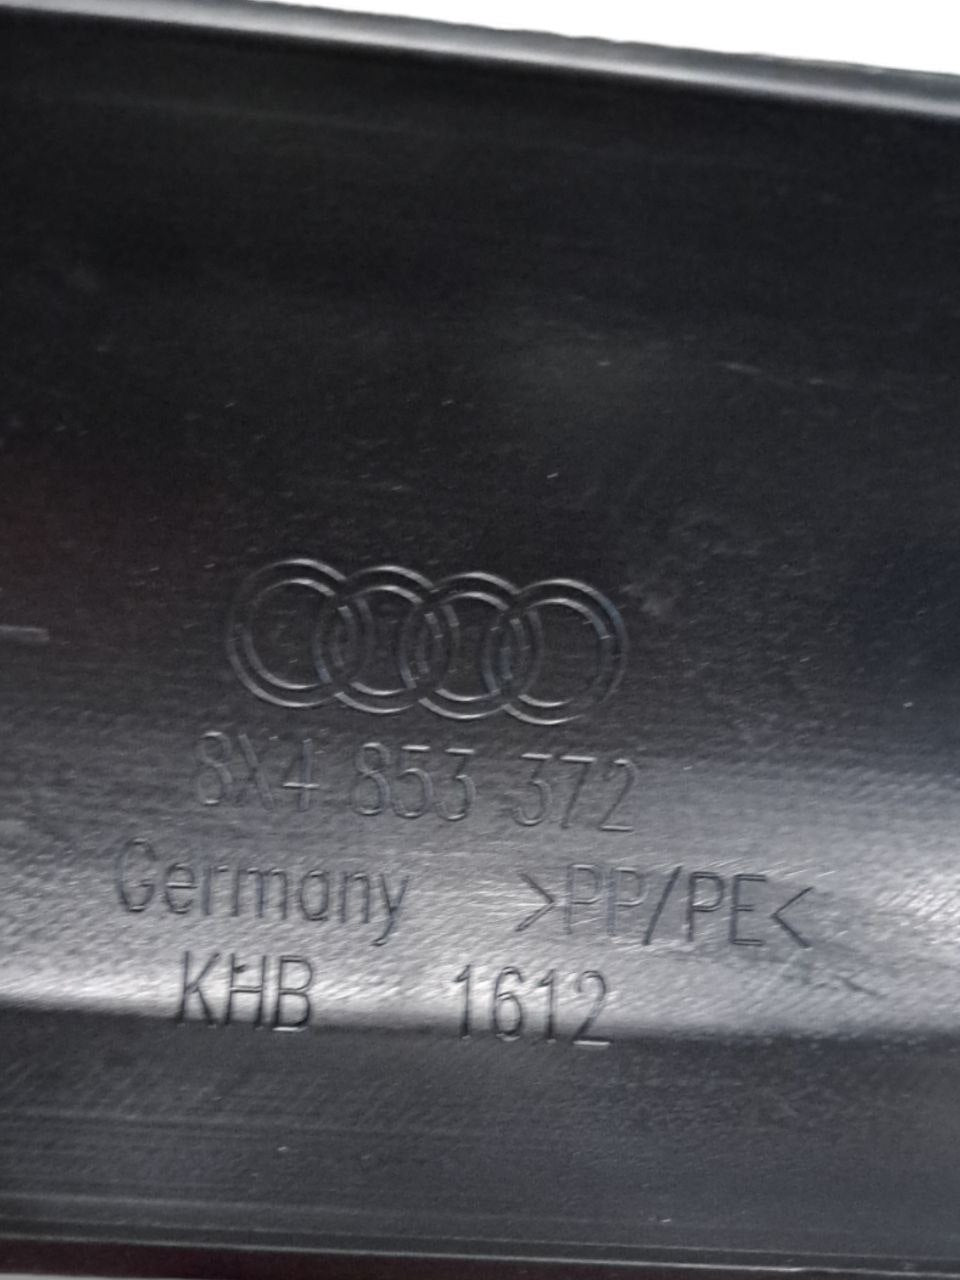 8X4 853 372
Germany >PP/PE<
KHB 1612